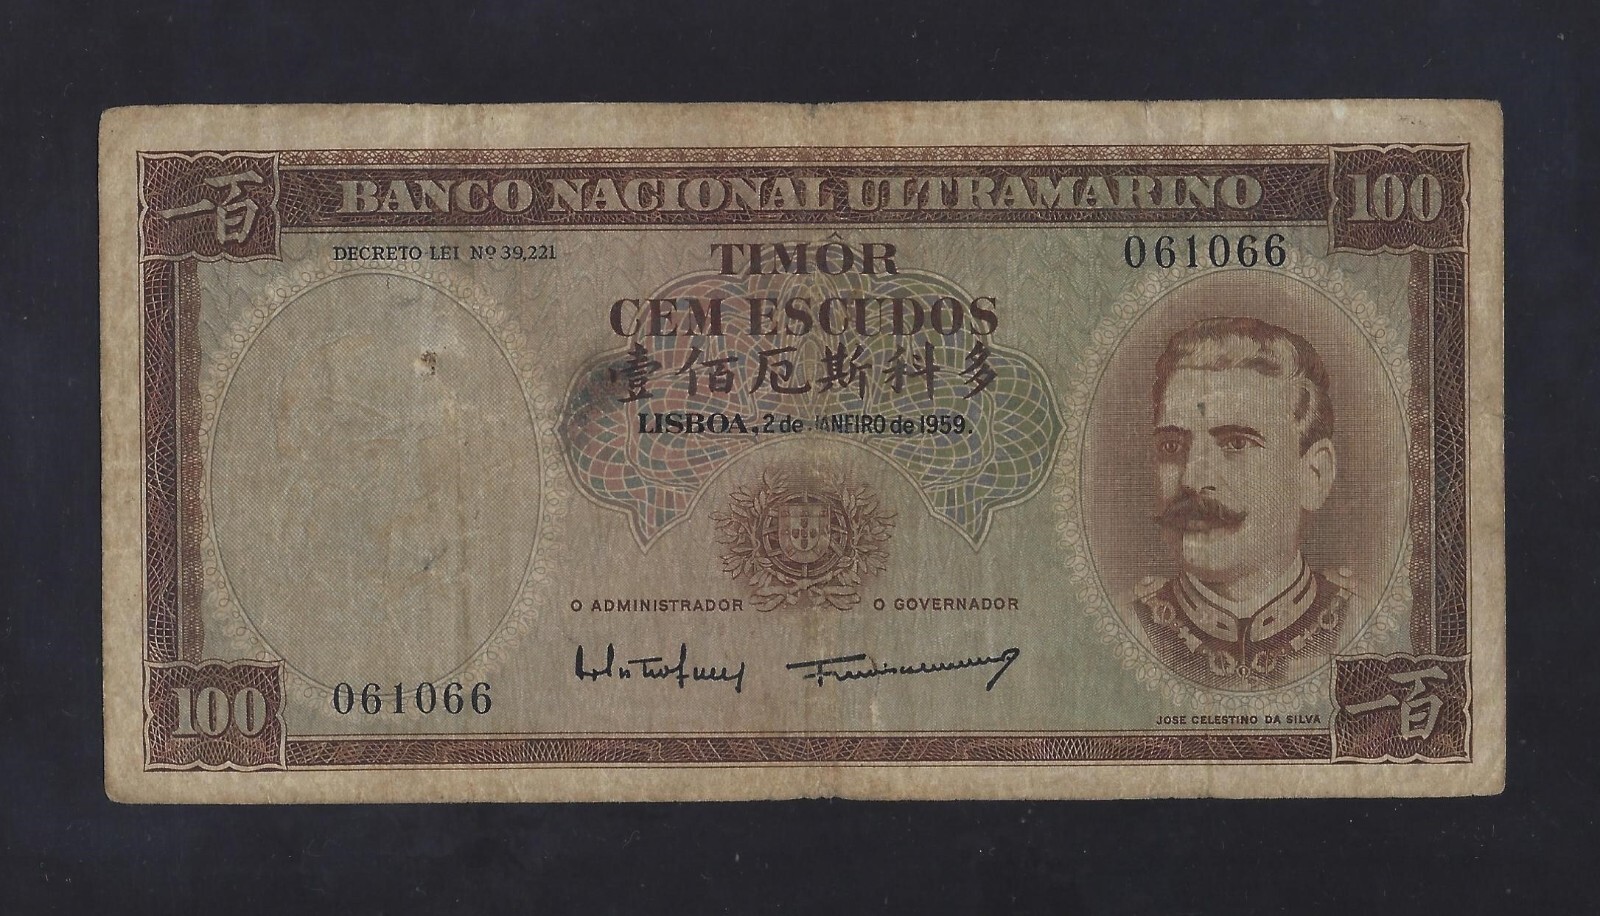 一百
BANCO NACIONAL ULTRAMARINO
100
DECRETO LEI Nº 39,221
TIMÔR
061066
CEM ESCUDOS
壹佰厄斯科多
LISBOA, 2 de JANEIRO de 1959.
O ADMINISTRADOR
O GOVERNADOR
100
061066
JOSE CELESTINO DA SILVA
一百